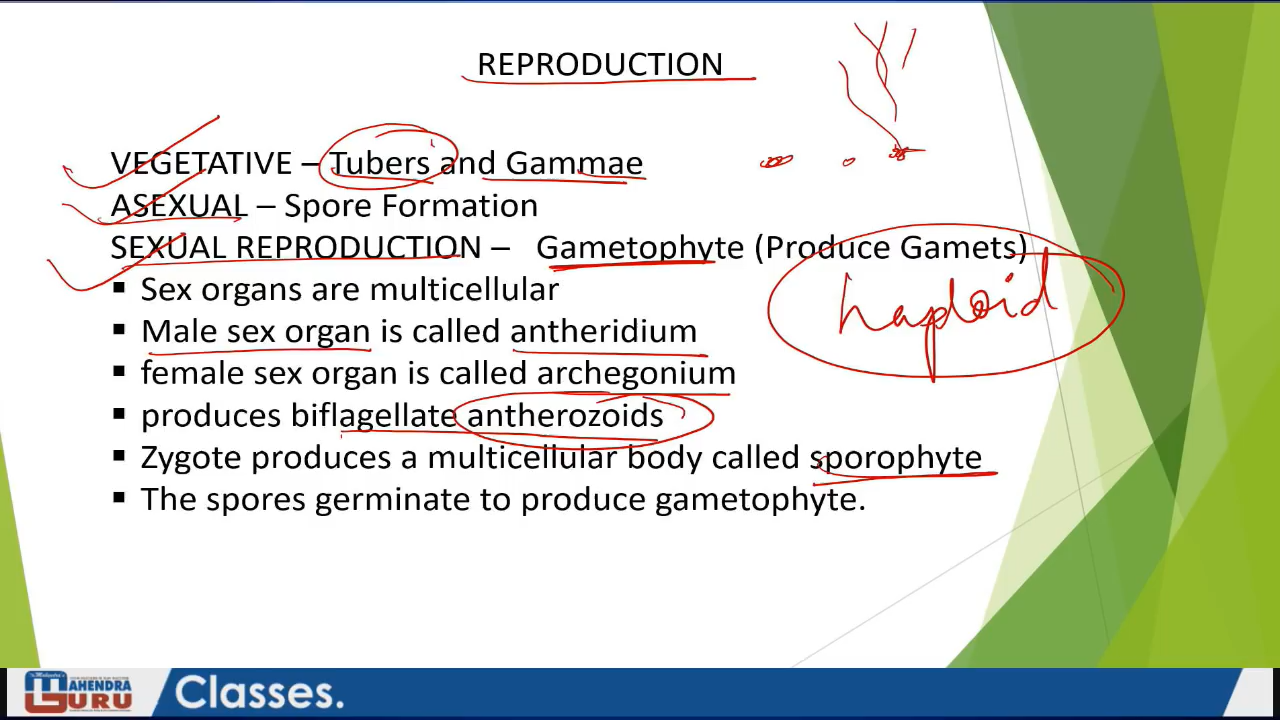 REPRODUCTION
VEGETATIVE – Tubers and Gammae
ASEXUAL – Spore Formation
SEXUAL REPRODUCTION – Gametophyte (Produce Gamets)
haploid
▪ Sex organs are multicellular
▪ Male sex organ is called antheridium
▪ female sex organ is called archegonium
▪ produces biflagellate antherozoids
▪ Zygote produces a multicellular body called sporophyte
▪ The spores germinate to produce gametophyte.
MAHENDRA
GURU
Classes.